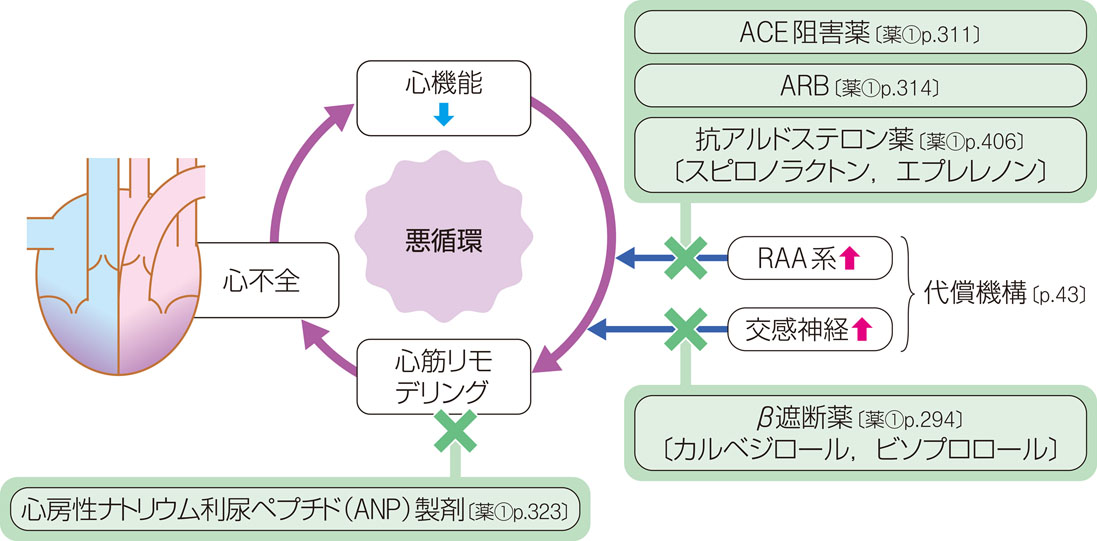 ACE阻害薬〔薬①p.311〕
ARB〔薬①p.314〕
抗アルドステロン薬〔薬①p.406〕
〔スピロノラクトン，エプレレノン〕
心機能
悪循環
心不全
心筋リモ
デリング
RAA系
交感神経
代償機構〔p.43〕
β遮断薬〔薬①p.294〕
〔カルベジロール，ビソプロロール〕
心房性ナトリウム利尿ペプチド（ANP）製剤〔薬①p.323〕